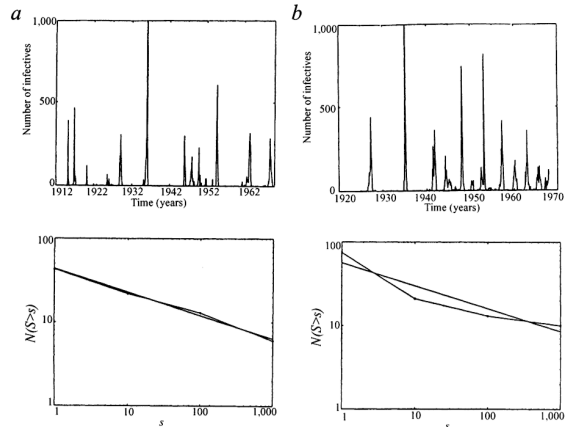 a
1,000
500
0
Number of infectives
1912 1922 1932 1942 1952 1962
Time (years)
b
1,000
500
0
Number of infectives
1920 1930 1940 1950 1960 1970
Time (years)
100
10
1
N(S>s)
1 10 100 1,000
s
100
10
1
N(S>s)
1 10 100 1,000
s